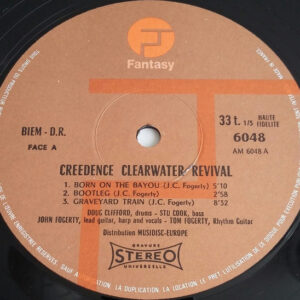 Fantasy
BIEM - D.R.
FACE A
33 t. 1/3 HAUTE FIDELITE
6048
AM 6048 A
CREEDENCE CLEARWATER REVIVAL
1. BORN ON THE BAYOU (J.C. Fogerty) 5'10
2. BOOTLEG (J.C. Fogerty) 2'58
3. GRAVEYARD TRAIN (J.C. Fogerty) 8'32
DOUG CLIFFORD, drums - STU COOK, bass
JOHN FOGERTY, lead guitar, harp and vocals - TOM FOGERTY, Rhythm Guitar
Distribution MUSIDISC-EUROPE
GRAVURE
STEREO
UNIVERSELLE